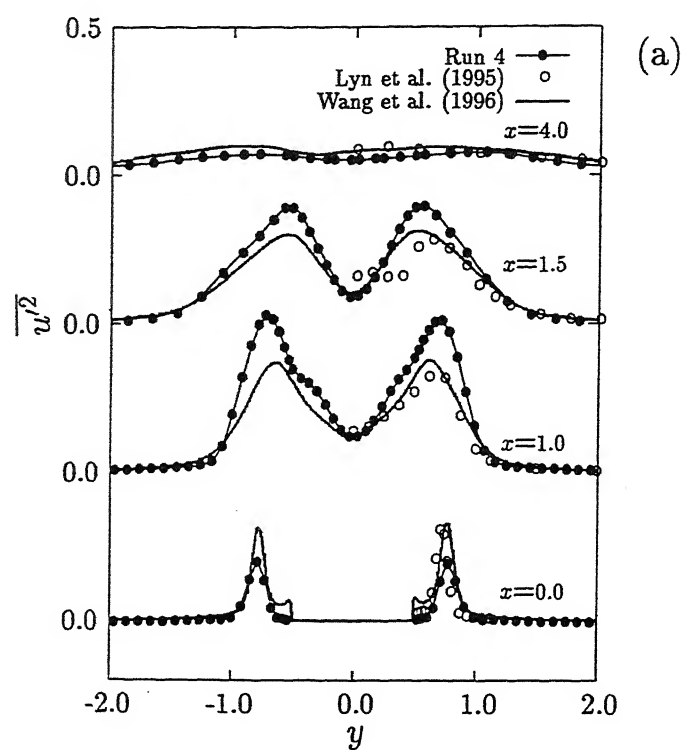 0.5
(a)
Run 4
Lyn et al. (1995)
Wang et al. (1996)
x=4.0
0.0
x=1.5
0.0
u'²
x=1.0
0.0
x=0.0
0.0
-2.0 -1.0 0.0 1.0 2.0
y